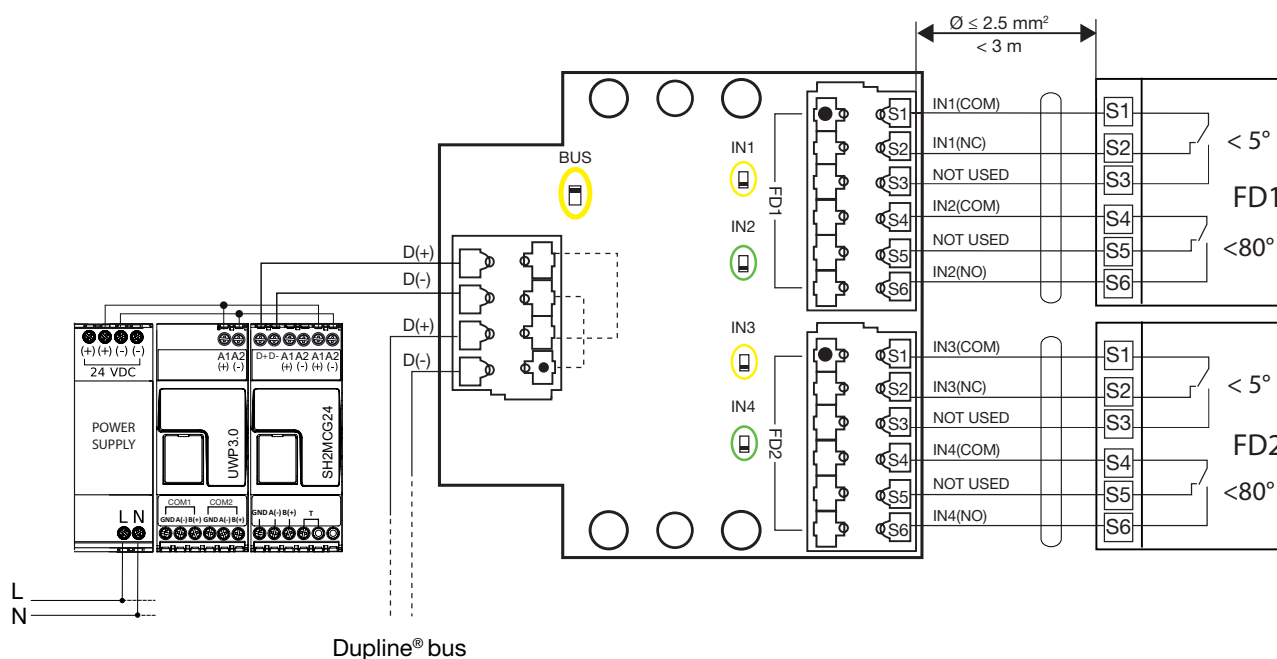 Ø ≤ 2.5 mm²
< 3 m
BUS
IN1
IN2
IN3
IN4
FD1
FD2
S1
S2
S3
S4
S5
S6
S1
S2
S3
S4
S5
S6
IN1(COM)
IN1(NC)
NOT USED
IN2(COM)
NOT USED
IN2(NO)
IN3(COM)
IN3(NC)
NOT USED
IN4(COM)
NOT USED
IN4(NO)
S1
S2
S3
S4
S5
S6
< 5°
FD1
<80°
S1
S2
S3
S4
S5
S6
< 5°
FD2
<80°
D(+)
D(-)
D(+)
D(-)
(+) (+) (-) (-)
24 VDC
POWER
SUPPLY
L N
A1 A2
(+) (-)
UWP3.0
COM1 COM2
GND A(-) B(+) GND A(-) B(+)
D+ D- A1 A2 A1 A2
(+) (-) (+) (-)
SH2MCG24
GND A(-) B(+) T
L
N
Dupline® bus